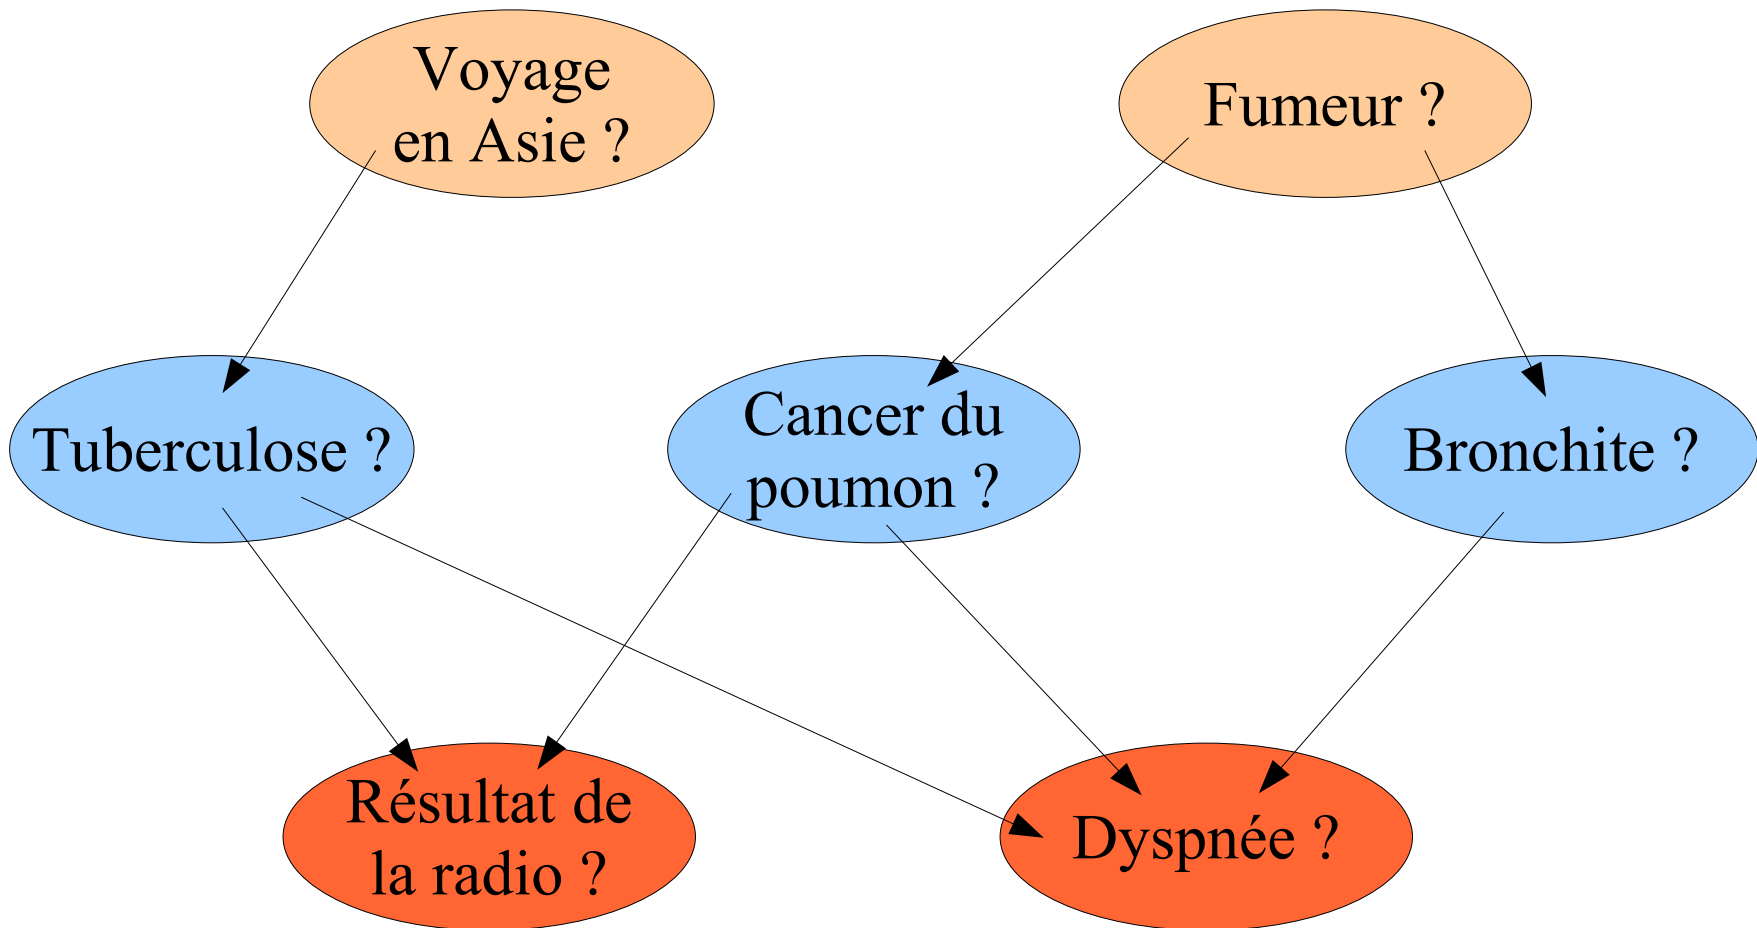 Voyage
en Asie ?
Fumeur ?
Tuberculose ?
Cancer du
poumon ?
Bronchite ?
Résultat de
la radio ?
Dyspnée ?